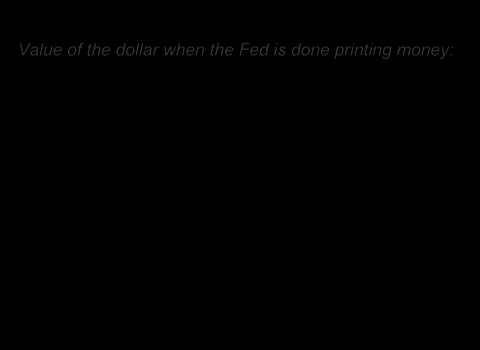 Value of the dollar when the Fed is done printing money: